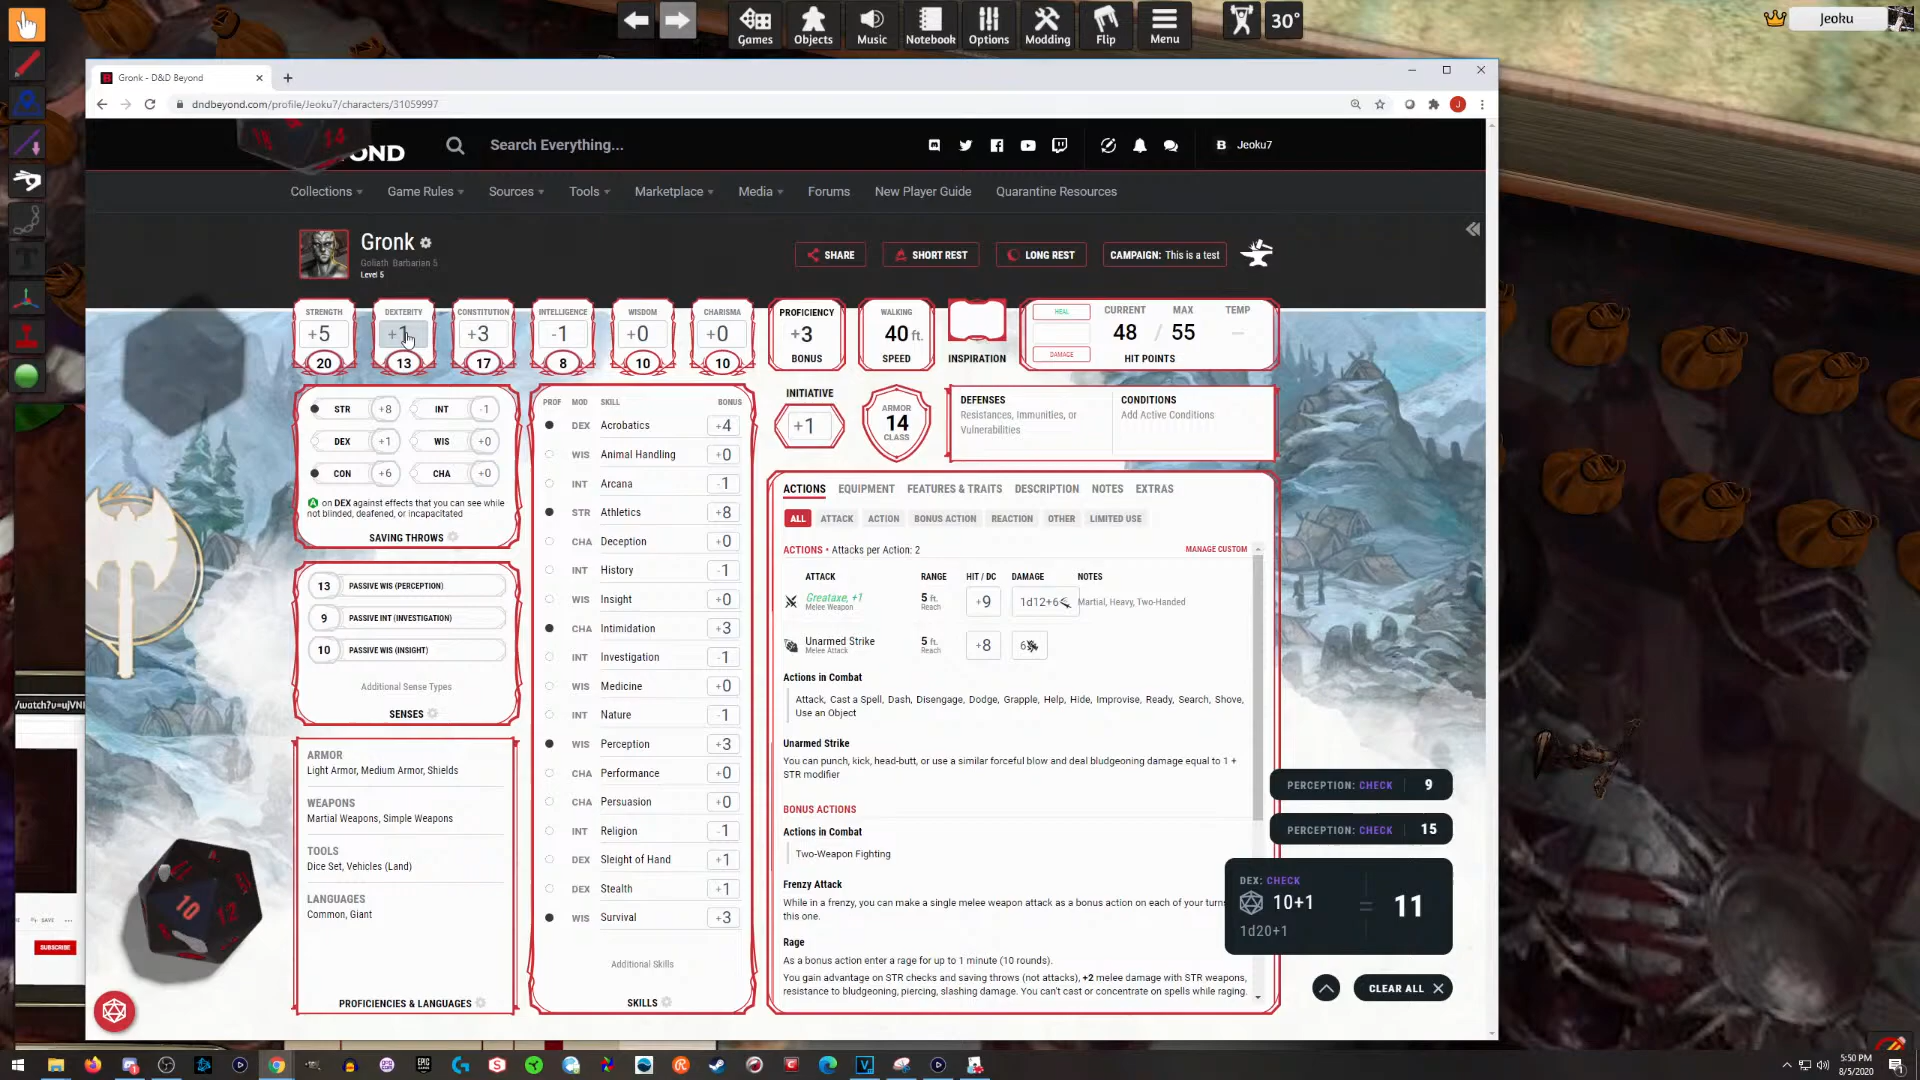 Games
Objects
Music
Notebook
Options
Modding
Flip
Menu
30°
Jeoku
Gronk - D&D Beyond
dndbeyond.com/profile/Jeoku7/characters/31059997
J
14
YOND
Search Everything...
Jeoku7
Collections
Game Rules
Sources
Tools
Marketplace
Media
Forums
New Player Guide
Quarantine Resources
Gronk
Goliath Barbarian 5
Level 5
SHARE
SHORT REST
LONG REST
CAMPAIGN: This is a test
STRENGTH
+5
20
DEXTERITY
+1
13
CONSTITUTION
+3
17
INTELLIGENCE
-1
8
WISDOM
+0
10
CHARISMA
+0
10
PROFICIENCY
+3
BONUS
WALKING
40 ft.
SPEED
INSPIRATION
HEAL
DAMAGE
CURRENT MAX TEMP
48 / 55 --
HIT POINTS
STR +8 INT -1
DEX +1 WIS +0
CON +6 CHA +0
A on DEX against effects that you can see while
not blinded, deafened, or incapacitated
SAVING THROWS
13 PASSIVE WIS (PERCEPTION)
9 PASSIVE INT (INVESTIGATION)
10 PASSIVE WIS (INSIGHT)
Additional Sense Types
SENSES
ARMOR
Light Armor, Medium Armor, Shields
WEAPONS
Martial Weapons, Simple Weapons
TOOLS
Dice Set, Vehicles (Land)
LANGUAGES
Common, Giant
PROFICIENCIES & LANGUAGES
PROF MOD SKILL BONUS
DEX Acrobatics +4
WIS Animal Handling +0
INT Arcana -1
STR Athletics +8
CHA Deception +0
INT History -1
WIS Insight +0
CHA Intimidation +3
INT Investigation -1
WIS Medicine +0
INT Nature -1
WIS Perception +3
CHA Performance +0
CHA Persuasion +0
INT Religion -1
DEX Sleight of Hand +1
DEX Stealth +1
WIS Survival +3
Additional Skills
SKILLS
INITIATIVE
+1
ARMOR
14
CLASS
DEFENSES
Resistances, Immunities, or
Vulnerabilities
CONDITIONS
Add Active Conditions
ACTIONS
EQUIPMENT
FEATURES & TRAITS
DESCRIPTION
NOTES
EXTRAS
ALL
ATTACK
ACTION
BONUS ACTION
REACTION
OTHER
LIMITED USE
ACTIONS • Attacks per Action: 2
MANAGE CUSTOM
ATTACK RANGE HIT / DC DAMAGE NOTES
Greataxe, +1
Melee Weapon
5 ft.
Reach
+9
1d12+6
Martial, Heavy, Two-Handed
Unarmed Strike
Melee Attack
5 ft.
Reach
+8
6
Actions in Combat
Attack, Cast a Spell, Dash, Disengage, Dodge, Grapple, Help, Hide, Improvise, Ready, Search, Shove,
Use an Object
Unarmed Strike
You can punch, kick, head-butt, or use a similar forceful blow and deal bludgeoning damage equal to 1 +
STR modifier
BONUS ACTIONS
Actions in Combat
Two-Weapon Fighting
Frenzy Attack
While in a frenzy, you can make a single melee weapon attack as a bonus action on each of your turns
this one.
Rage
As a bonus action enter a rage for up to 1 minute (10 rounds).
You gain advantage on STR checks and saving throws (not attacks), +2 melee damage with STR weapons,
resistance to bludgeoning, piercing, slashing damage. You can't cast or concentrate on spells while raging.
PERCEPTION: CHECK 9
PERCEPTION: CHECK 15
DEX: CHECK
10+1 = 11
1d20+1
CLEAR ALL
10
12
SAVE
SUBSCRIBE
5:50 PM
8/5/2020